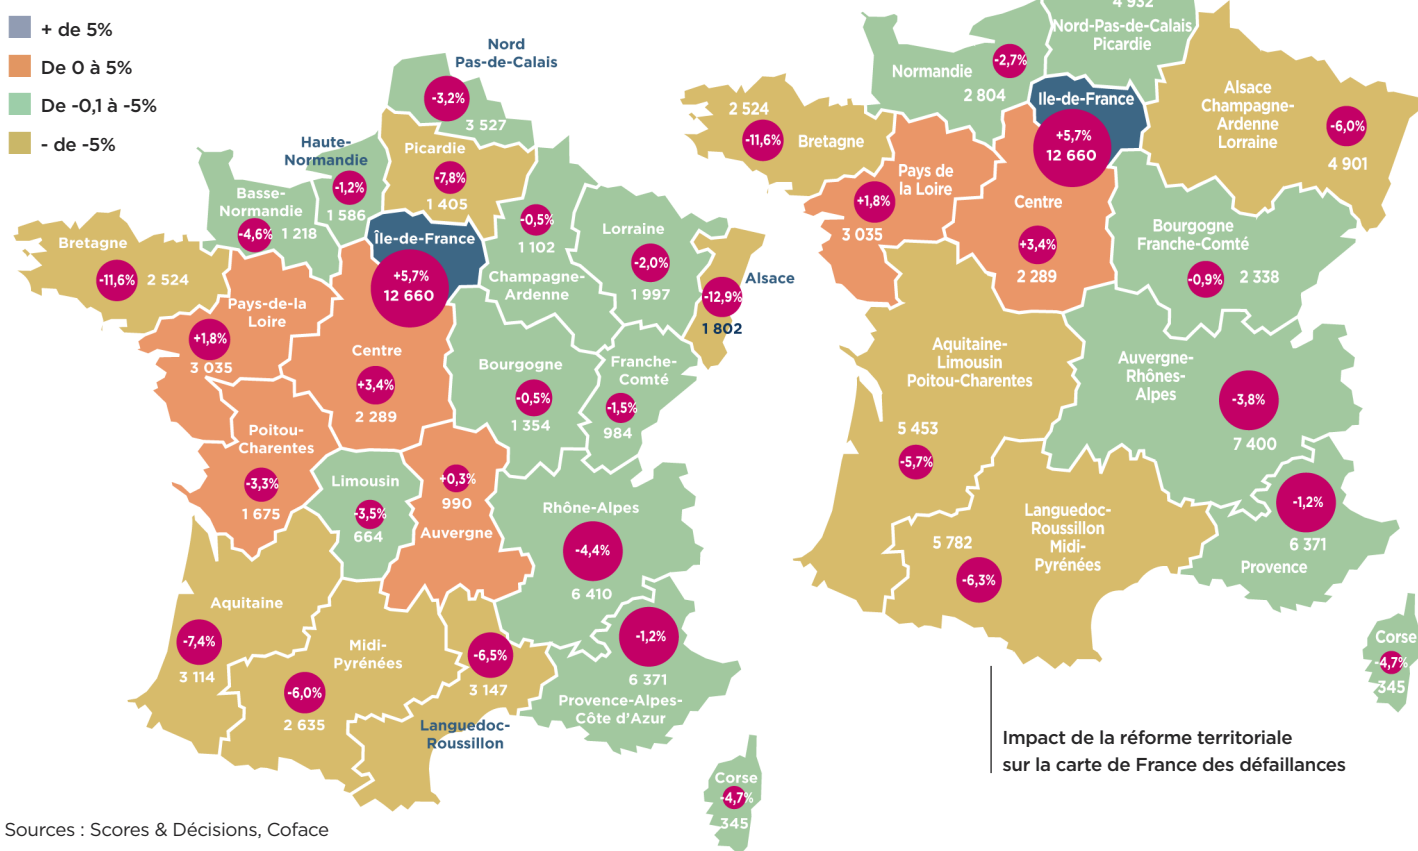 + de 5%
De 0 à 5%
De -0,1 à -5%
- de -5%
Nord
Pas-de-Calais
-3,2%
3 527
Haute-
Normandie
-1,2%
1 586
Picardie
-7,8%
1 405
Basse-
Normandie
-4,6%
1 218
Île-de-France
+5,7%
12 660
-0,5%
1 102
Champagne-
Ardenne
Lorraine
-2,0%
1 997
Alsace
-12,9%
1 802
Bretagne
-11,6%
2 524
Pays-de-la
Loire
+1,8%
3 035
Centre
+3,4%
2 289
Bourgogne
-0,5%
1 354
Franche-
Comté
-1,5%
984
Poitou-
Charentes
-3,3%
1 675
Limousin
-3,5%
664
+0,3%
990
Auvergne
Rhône-Alpes
-4,4%
6 410
Aquitaine
-7,4%
3 114
Midi-
Pyrénées
-6,0%
2 635
-6,5%
3 147
Languedoc-
Roussillon
-1,2%
6 371
Provence-Alpes-
Côte d'Azur
Corse
-4,7%
345
Sources : Scores & Décisions, Coface
4 932
Nord-Pas-de-Calais
Picardie
Normandie
-2,7%
2 804
Ile-de-France
+5,7%
12 660
Alsace
Champagne-
Ardenne
Lorraine
-6,0%
4 901
2 524
-11,6%
Bretagne
Pays de
la Loire
+1,8%
3 035
Centre
+3,4%
2 289
Bourgogne
Franche-Comté
-0,9%
2 338
Aquitaine-
Limousin
Poitou-Charentes
5 453
-5,7%
Auvergne-
Rhônes-
Alpes
-3,8%
7 400
Languedoc-
Roussillon
Midi-
Pyrénées
5 782
-6,3%
-1,2%
6 371
Provence
Corse
-4,7%
345
Impact de la réforme territoriale
sur la carte de France des défaillances